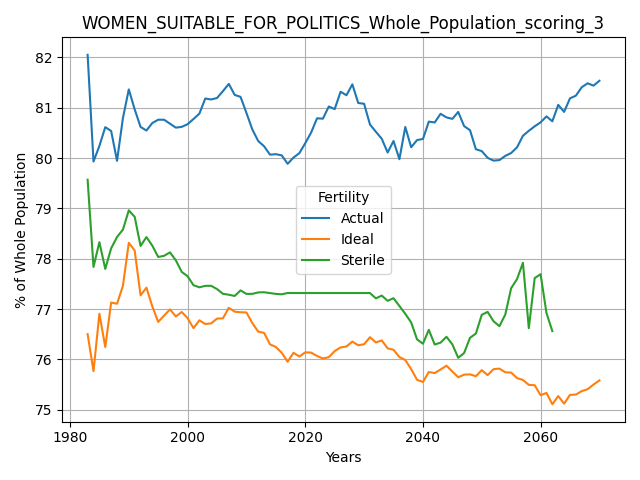 WOMEN_SUITABLE_FOR_POLITICS_Whole_Population_scoring_3
82
81
80
79
78
77
76
75
% of Whole Population
Fertility
Actual
Ideal
Sterile
1980
2000
2020
2040
2060
Years